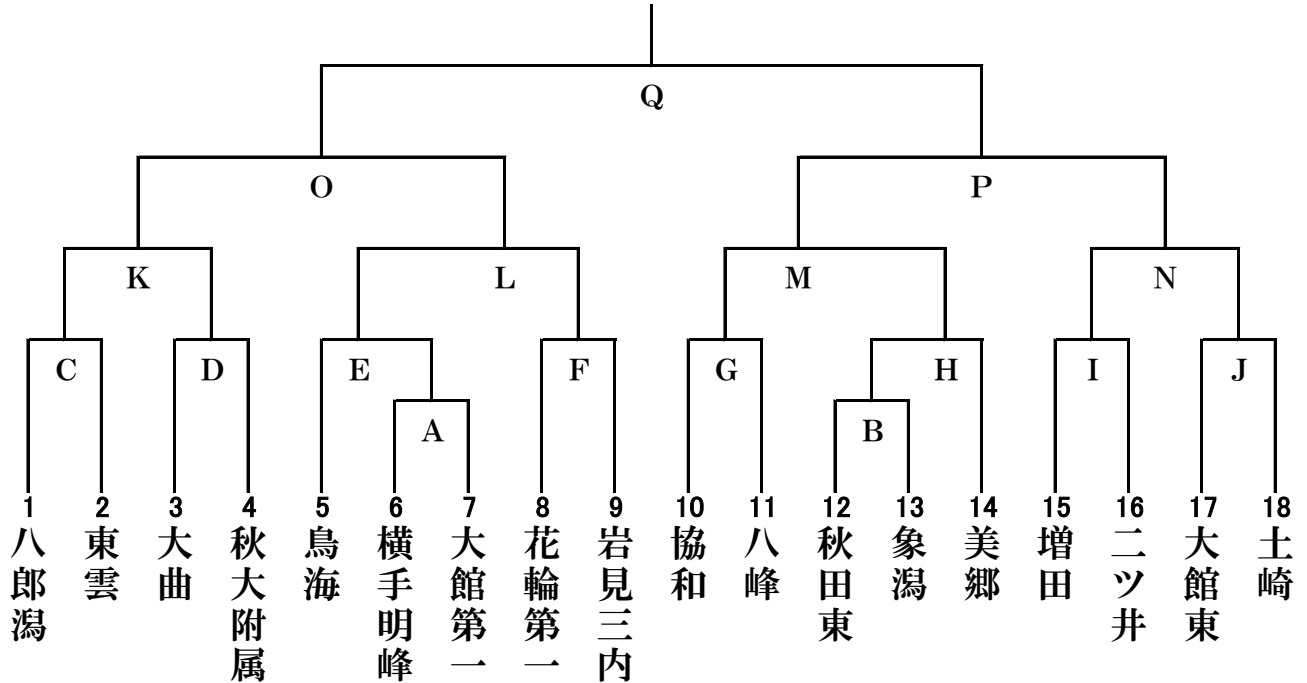 Q
O
P
K
L
M
N
C
D
E
F
G
H
I
J
A
B
1
2
3
4
5
6
7
8
9
10
11
12
13
14
15
16
17
18
八郎潟
東雲
大曲
秋大附属
鳥海
横手明峰
大館第一
花輪第一
岩見三内
協和
八峰
秋田東
象潟
美郷
増田
二ツ井
大館東
土崎